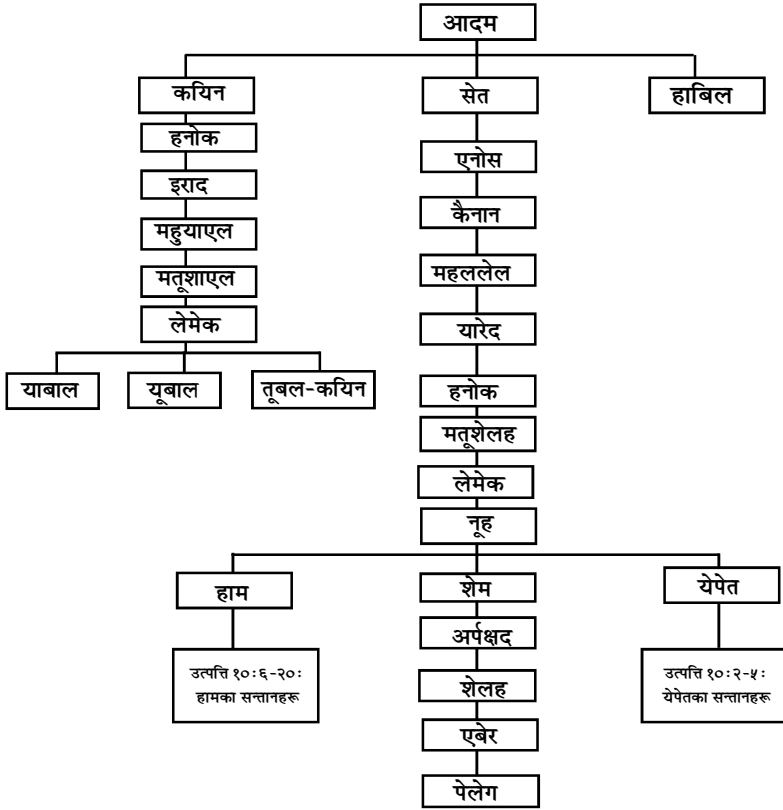 आदम
कयिन
सेत
हाबिल
हनोक
एनोस
इराद
कैनान
महुयाएल
महललेल
मतूशाएल
लेमेक
यारेद
याबाल
यूबाल
तूबल-कयिन
हनोक
मतूशेलह
लेमेक
नूह
हाम
शेम
येपेत
अर्पक्षद
उत्पत्ति १०:६-२०:
हामका सन्तानहरू
उत्पत्ति १०:२-५:
येपेतका सन्तानहरू
शेलह
एबेर
पेलेग